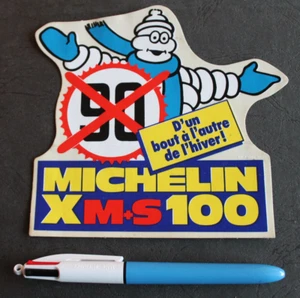 90
D'un
bout à l'autre
de l'hiver!
MICHELIN
XM+S100